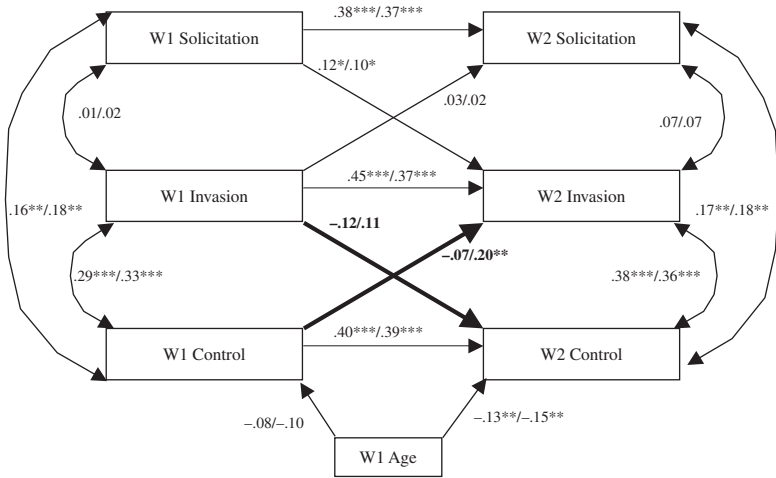 .38***/.37***
W1 Solicitation
W2 Solicitation
.12*/.10*
.03/.02
.01/.02
.07/.07
.45***/.37***
W1 Invasion
W2 Invasion
.16**/.18**
–.12/.11
.17**/.18**
–.07/.20**
.29***/.33***
.38***/.36***
.40***/.39***
W1 Control
W2 Control
–.08/–.10
–.13**/–.15**
W1 Age